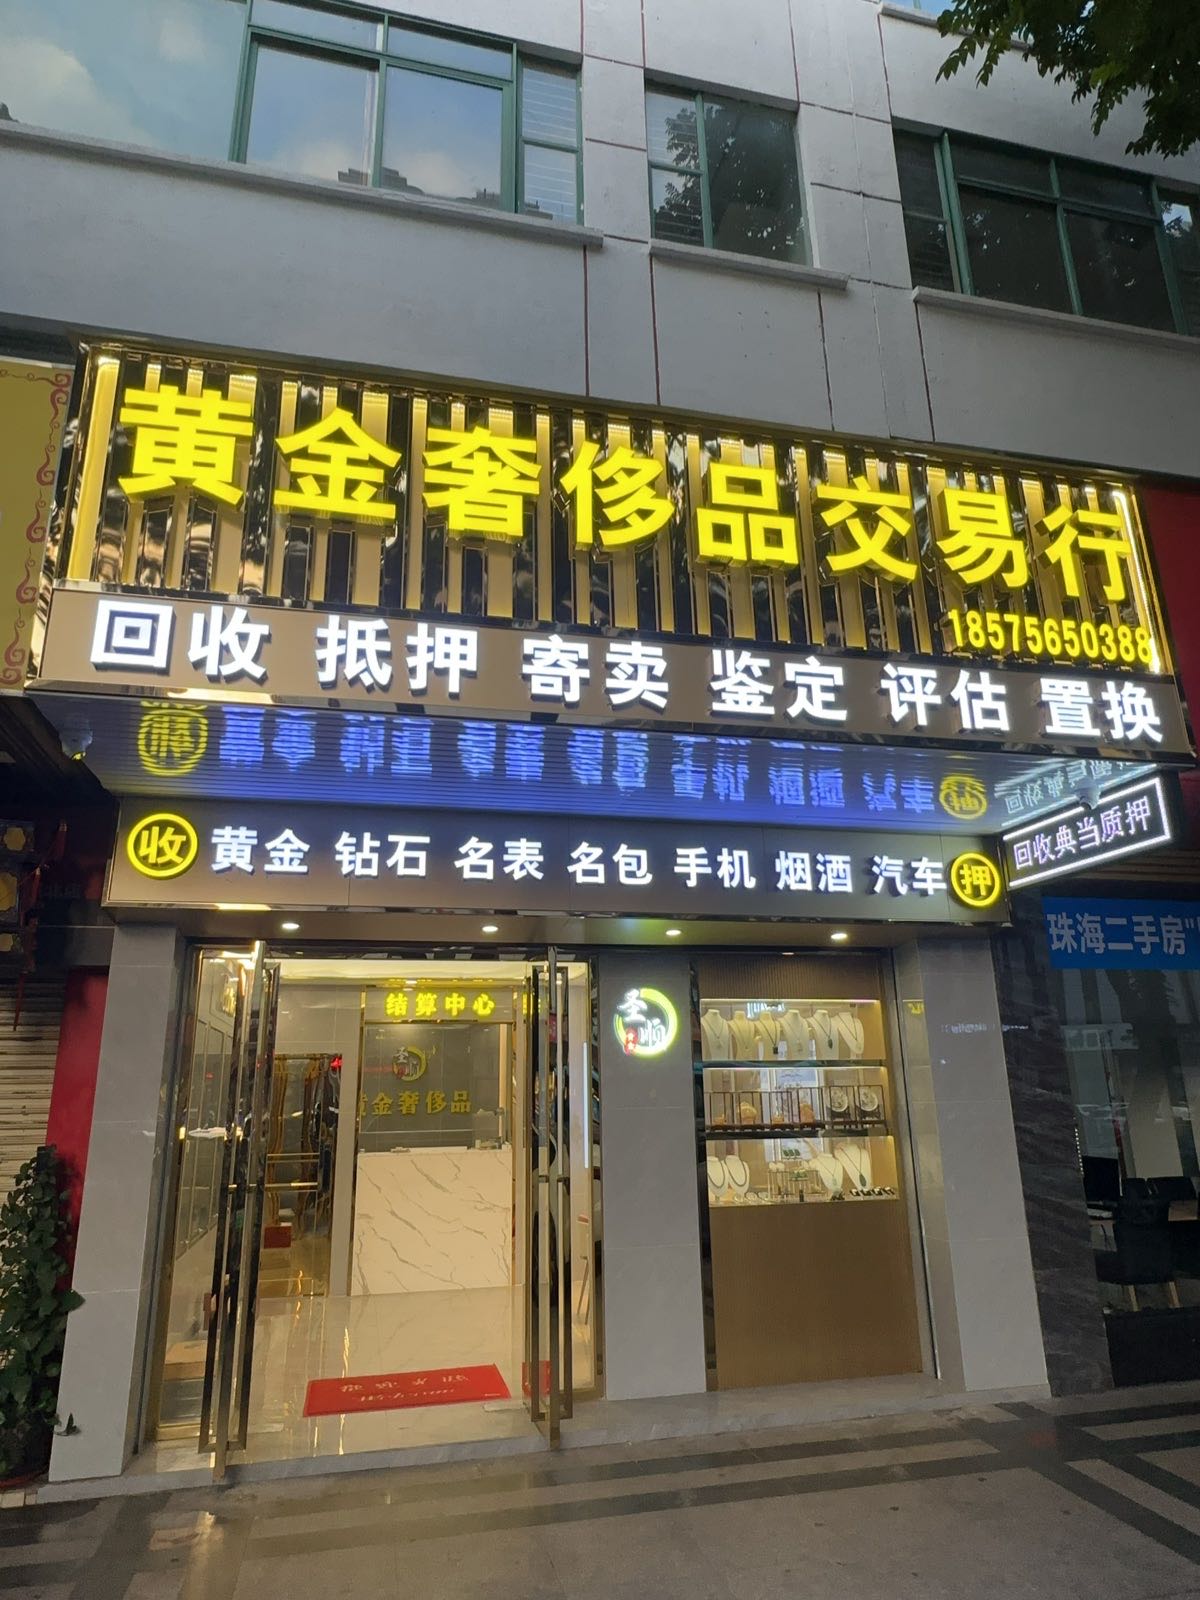 黄金奢侈品交易行
18575650388
回收 抵押 寄卖 鉴定 评估 置换
收 黄金 钻石 名表 名包 手机 烟酒 汽车 押
回收典当质押
珠海二手房"
结算中心
圣顺
圣顺
黄金奢侈品